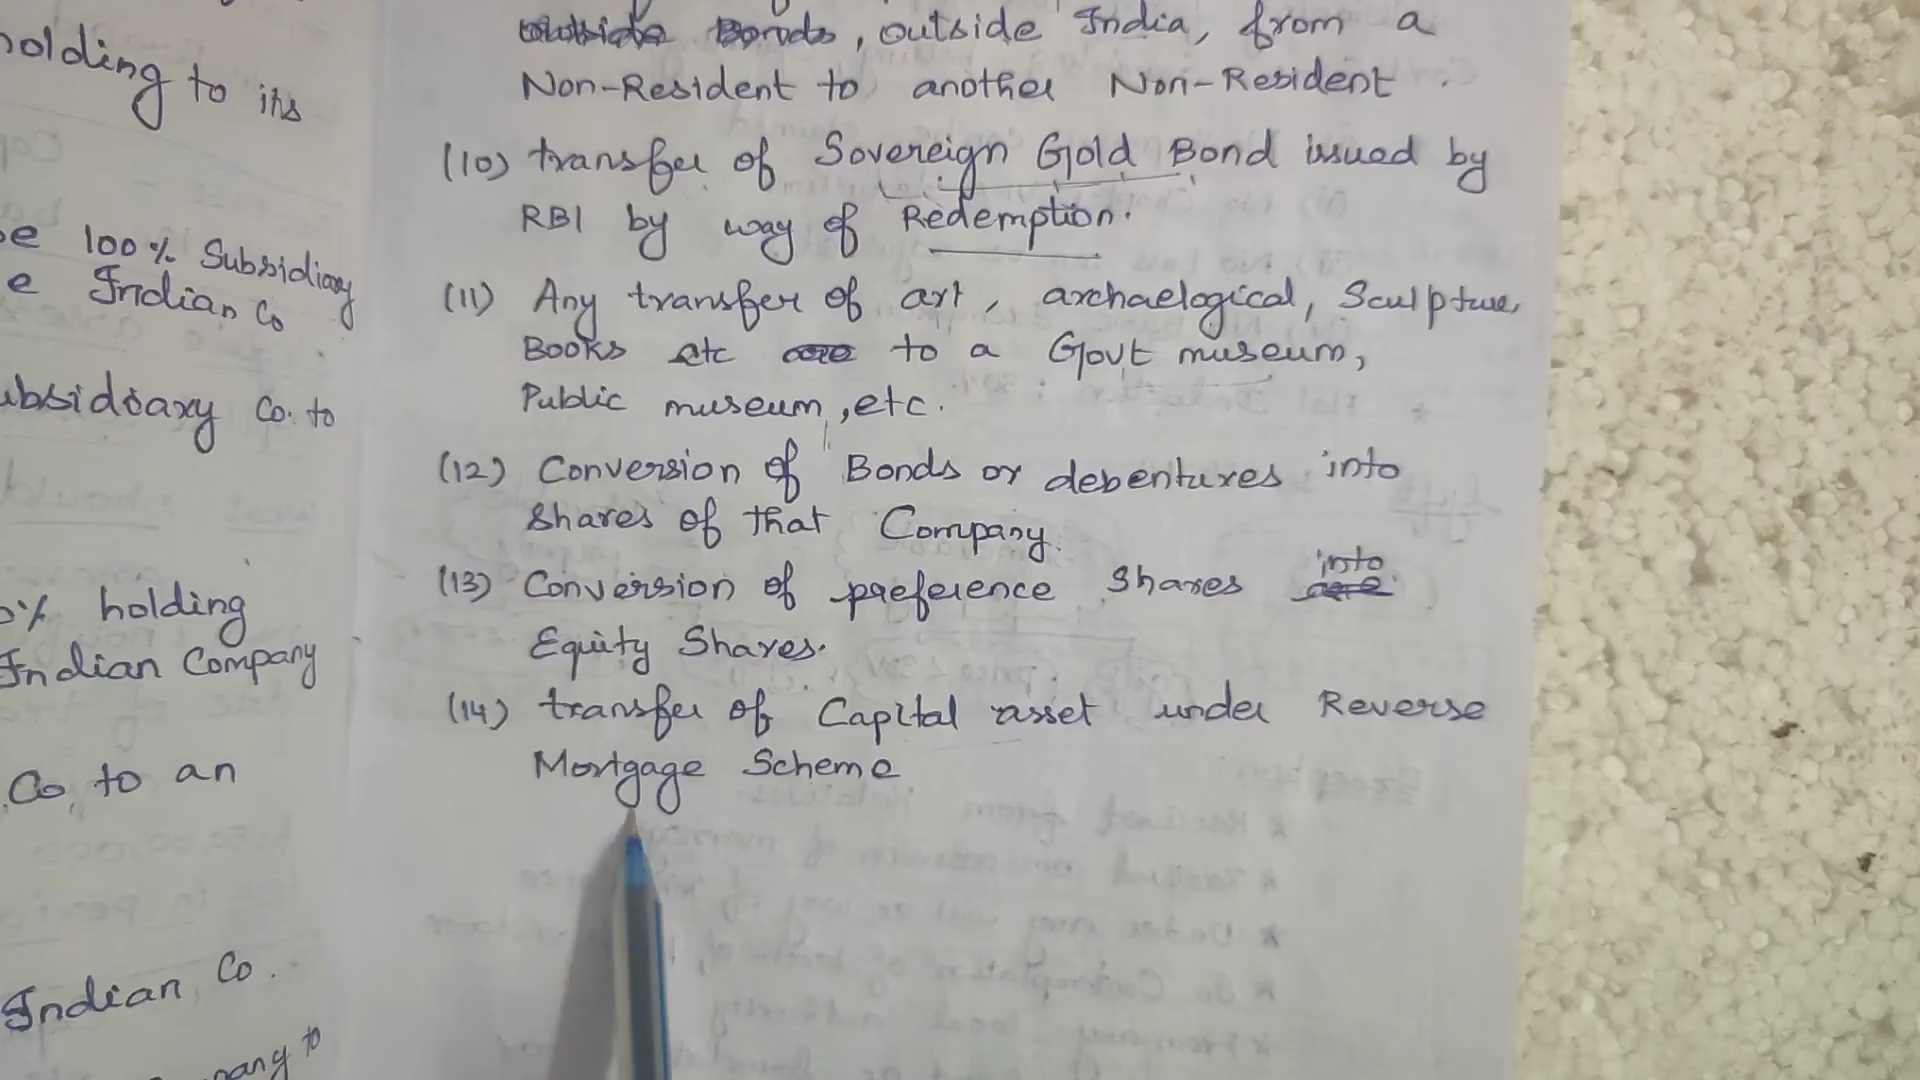 holding to its
100% Subsidiary
e Indian Co
ubsidiary Co. to
holding
Indian Company
Co, to an
Indian Co.
to
outside Bonds, outside India, from a
Non-Resident to another Non-Resident.
(10) transfer of Sovereign Gold Bond issued by
RBI by way of Redemption.
(11) Any transfer of art, archaelogical, Sculpture,
Books etc to a Govt museum,
Public museum, etc.
(12) Conversion of Bonds or debentures into
Shares of that Company.
(13) Conversion of preference Shares into
Equity Shares.
(14) transfer of Capital asset under Reverse
Mortgage Scheme